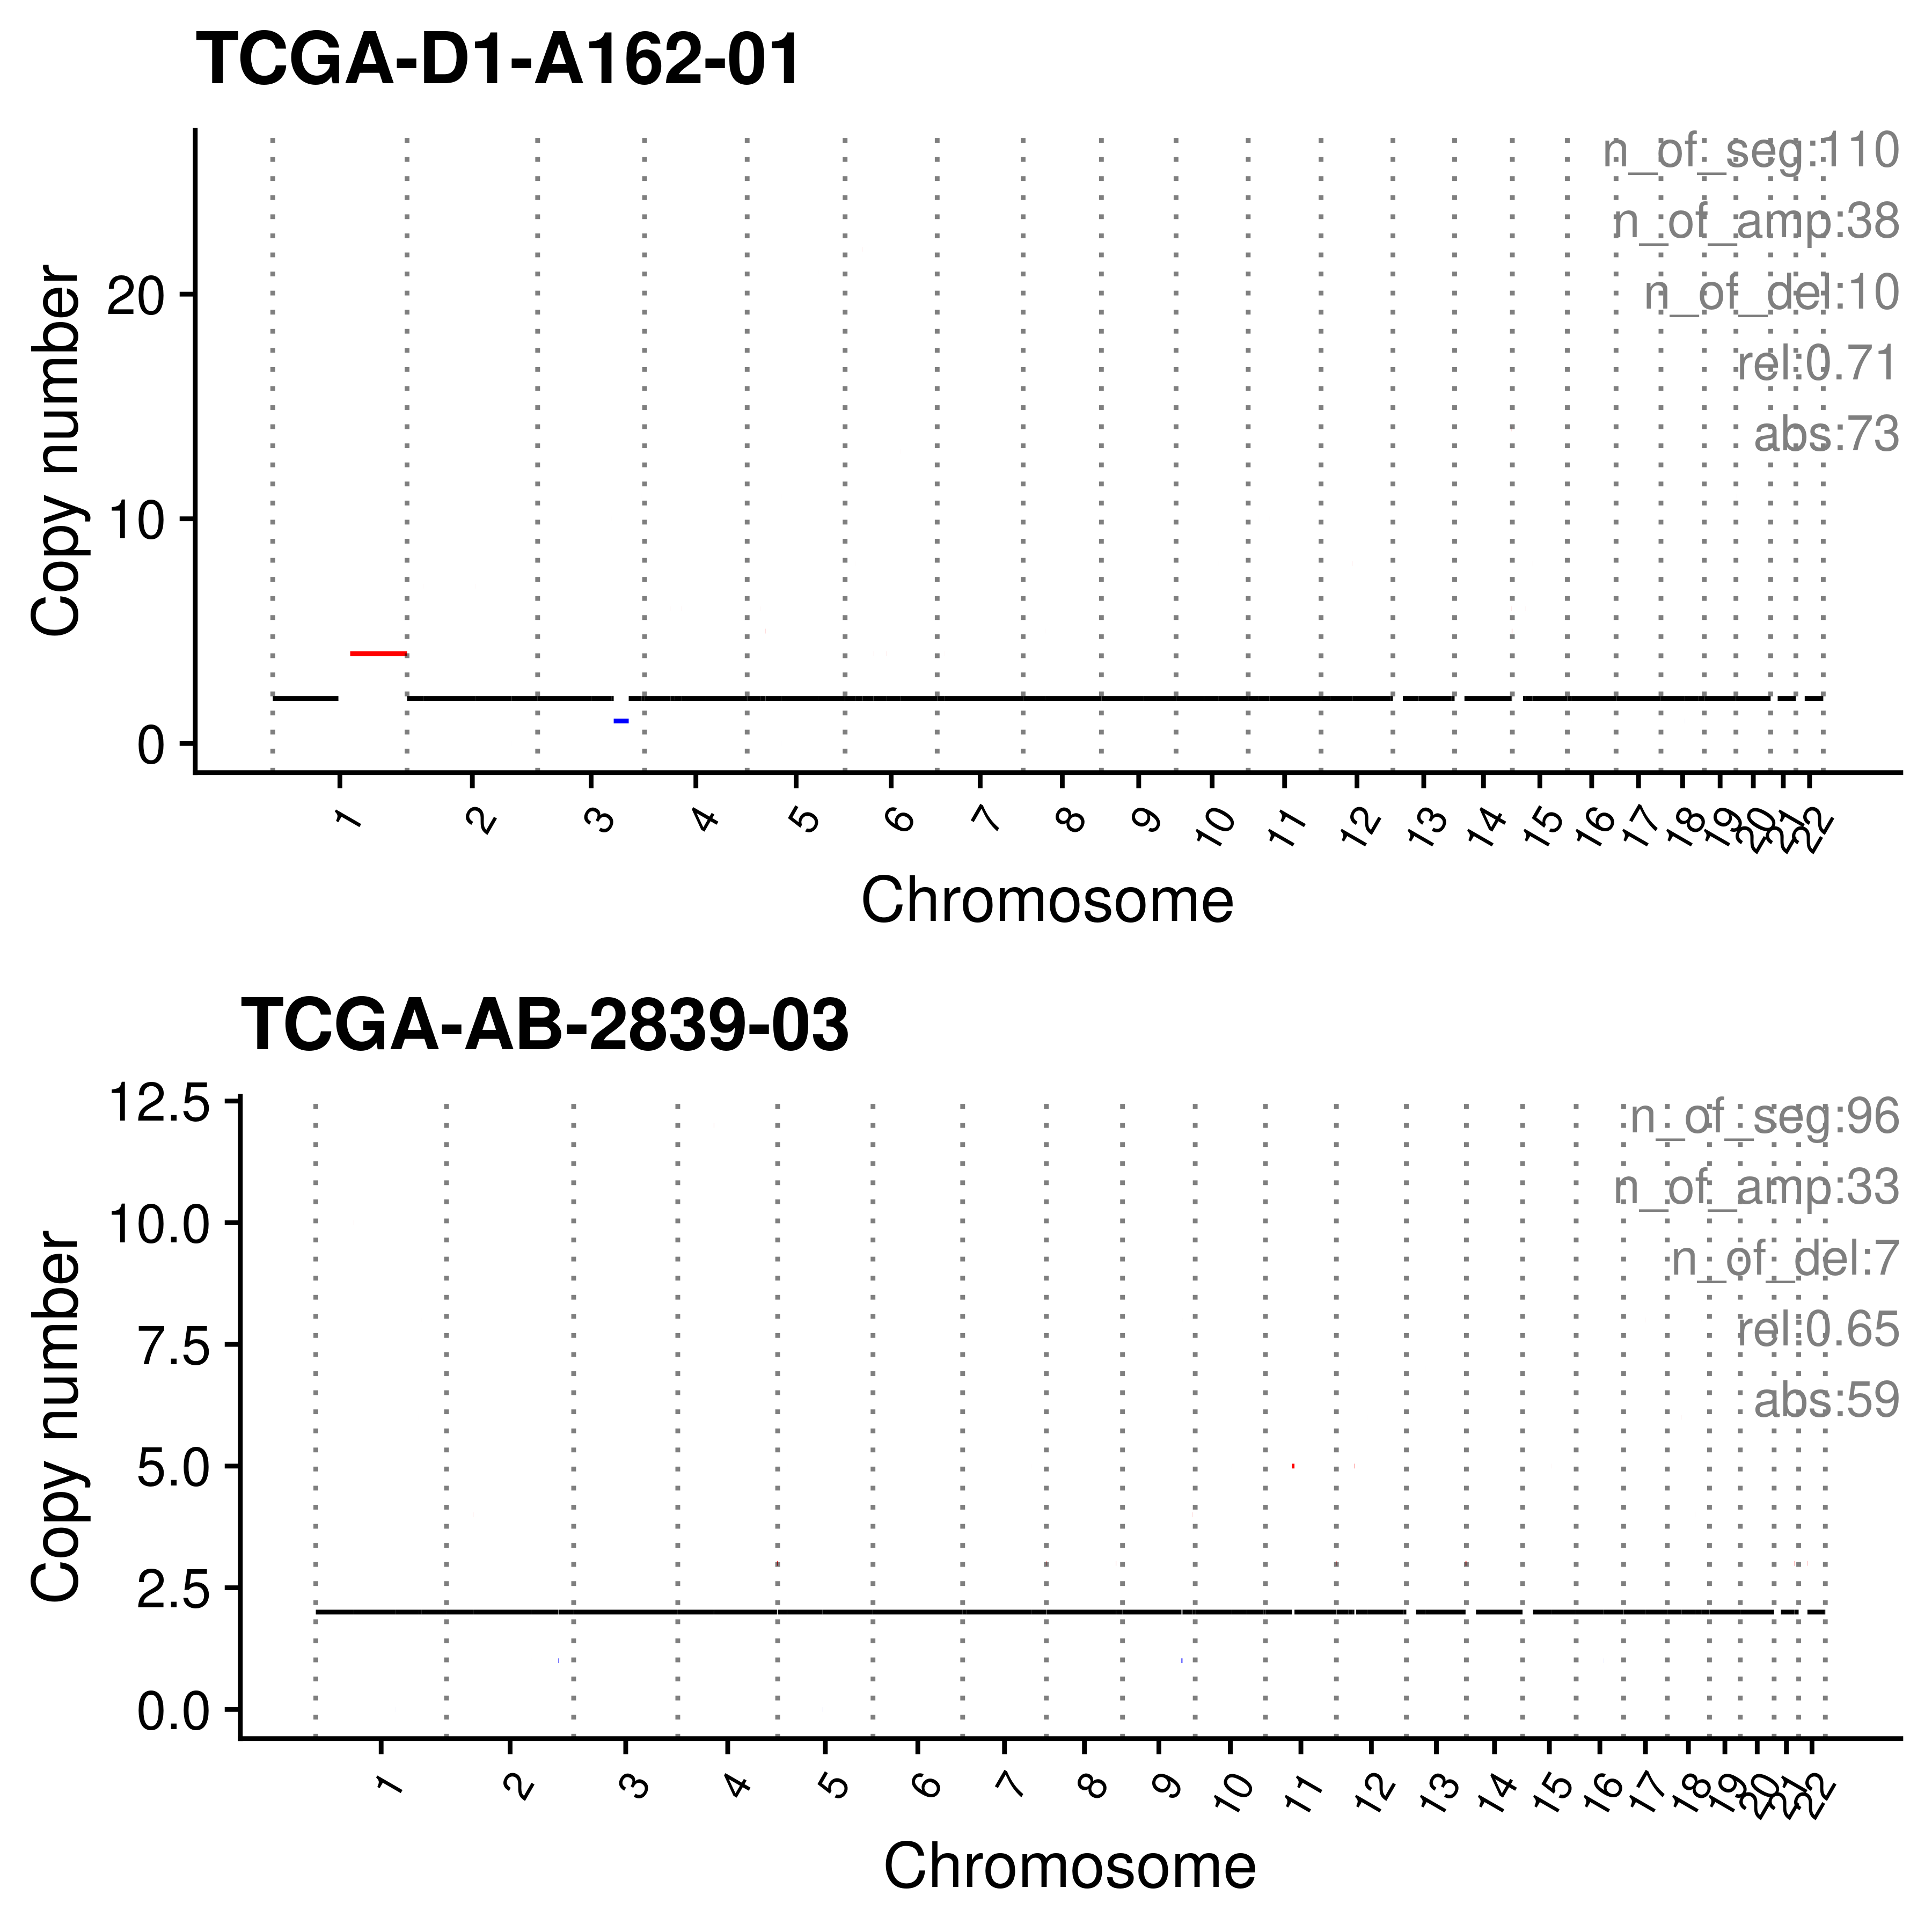 TCGA-D1-A162-01
n_of_seg:110
n_of_amp:38
n_of_del:10
rel:0.71
abs:73
Copy number
20
10
0
1 2 3 4 5 6 7 8 9 10 11 12 13 14 15 16 17 18 19 20 21 22
Chromosome
TCGA-AB-2839-03
n_of_seg:96
n_of_amp:33
n_of_del:7
rel:0.65
abs:59
Copy number
12.5
10.0
7.5
5.0
2.5
0.0
1 2 3 4 5 6 7 8 9 10 11 12 13 14 15 16 17 18 19 20 21 22
Chromosome